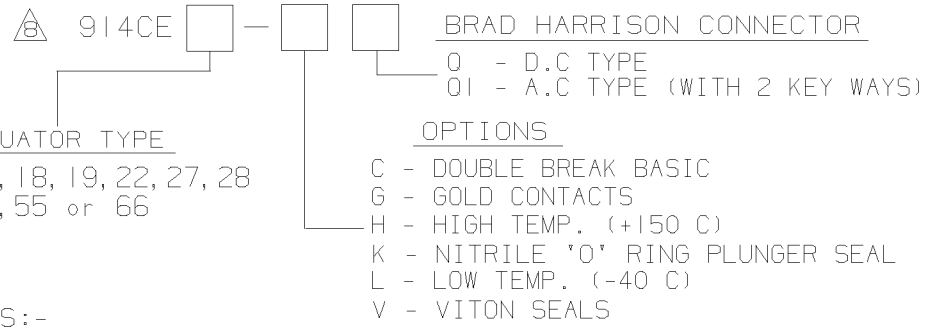 8 914CE - BRAD HARRISON CONNECTOR
Q - D.C TYPE
Q1 - A.C TYPE (WITH 2 KEY WAYS)
UATOR TYPE
, 18, 19, 22, 27, 28
, 55 or 66
OPTIONS
C - DOUBLE BREAK BASIC
G - GOLD CONTACTS
H - HIGH TEMP. (+150 C)
K - NITRILE 'O' RING PLUNGER SEAL
L - LOW TEMP. (-40 C)
V - VITON SEALS
S:-